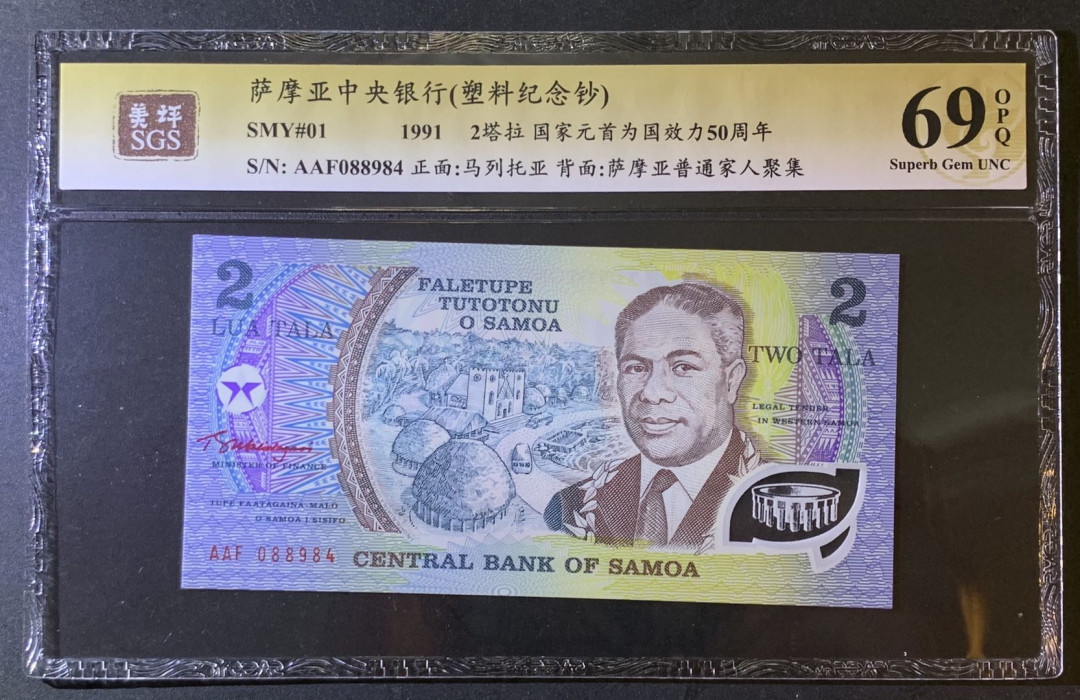 萨摩亚中央银行(塑料纪念钞)
美评
SGS
SMY#01 1991 2塔拉 国家元首为国效力50周年
S/N: AAF088984 正面:马列托亚 背面:萨摩亚普通家人聚集
69 OPQ
Superb Gem UNC
2
LUA TALA
FALETUPE
TUTOTONU
O SAMOA
2
TWO TALA
LEGAL TENDER
IN WESTERN SAMOA
MINISTER OF FINANCE
TUPE FAATAGAINA MALO
O SAMOA I SISIFO
AAF 088984
CENTRAL BANK OF SAMOA